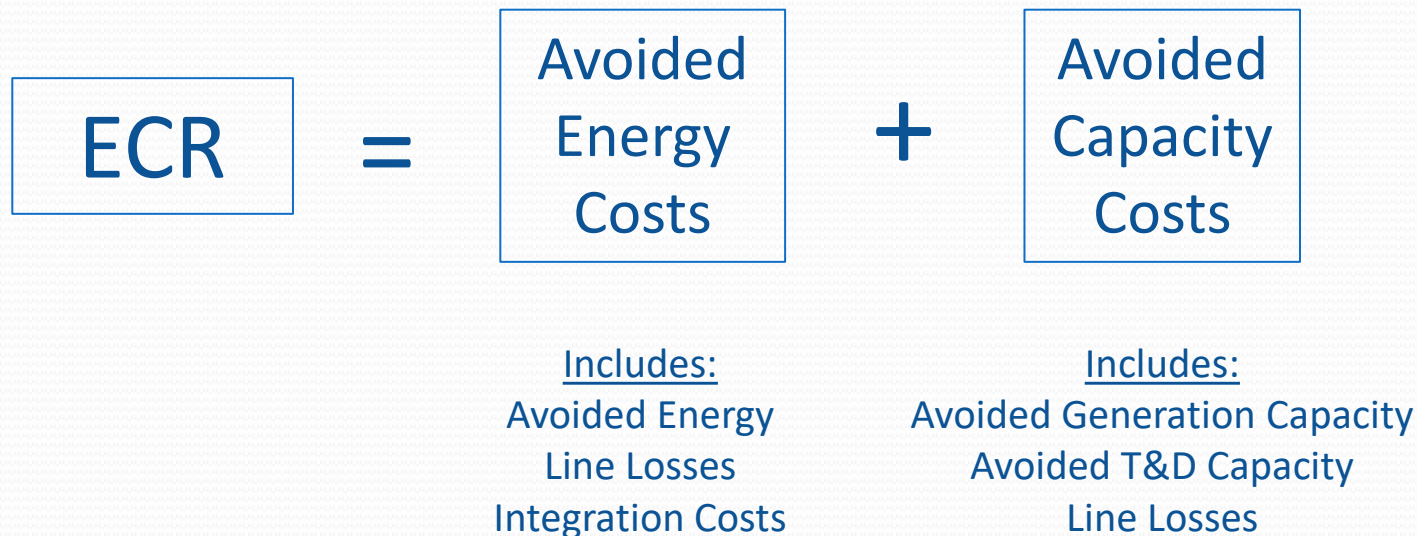 ECR
=
Avoided
Energy
Costs
+
Avoided
Capacity
Costs
Includes:
Avoided Energy
Line Losses
Integration Costs
Includes:
Avoided Generation Capacity
Avoided T&D Capacity
Line Losses